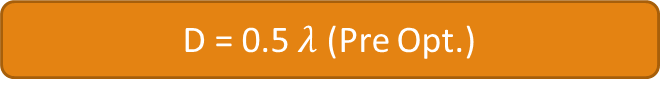 D = 0.5 𝜆 (Pre Opt.)